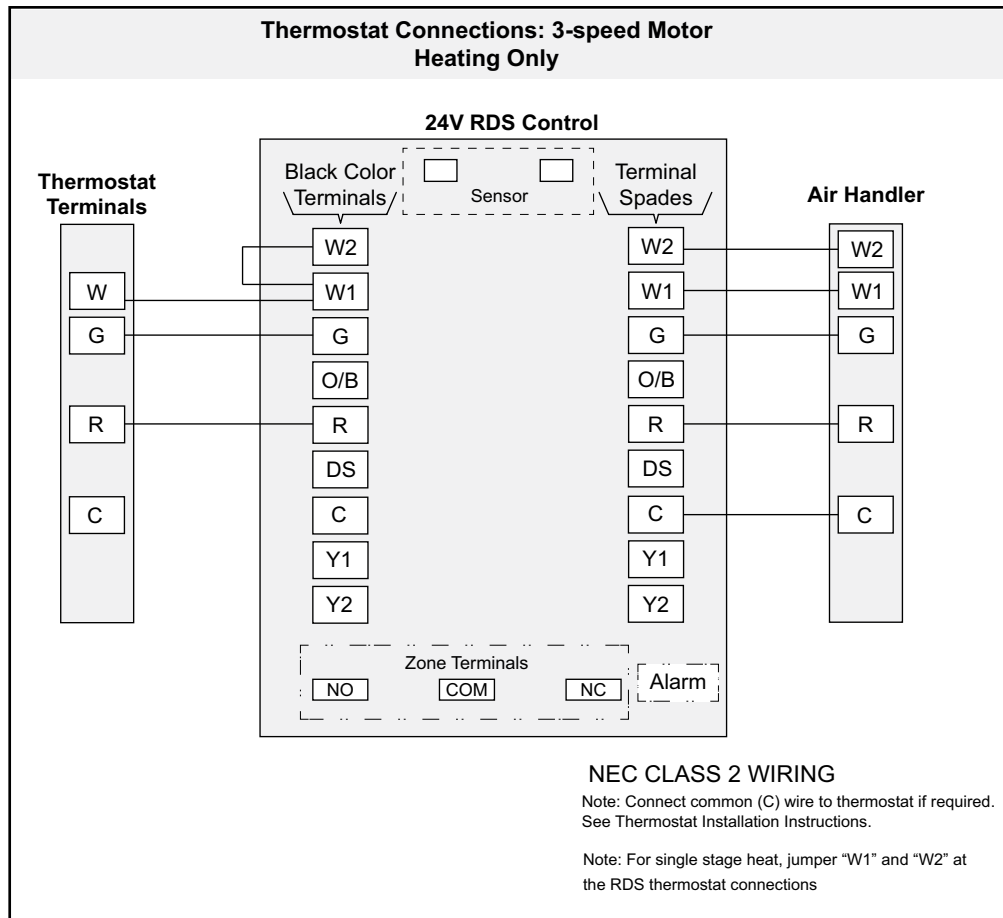 Thermostat Connections: 3-speed Motor
Heating Only
24V RDS Control
Thermostat
Terminals
Black Color
Terminals
Sensor
Terminal
Spades
Air Handler
W
G
R
C
W2
W1
G
O/B
R
DS
C
Y1
Y2
W2
W1
G
O/B
R
DS
C
Y1
Y2
W2
W1
G
R
C
Zone Terminals
NO
COM
NC
Alarm
NEC CLASS 2 WIRING
Note: Connect common (C) wire to thermostat if required.
See Thermostat Installation Instructions.
Note: For single stage heat, jumper “W1” and “W2” at
the RDS thermostat connections